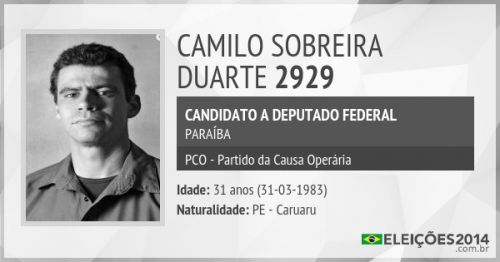 CAMILO SOBREIRA
DUARTE 2929
CANDIDATO A DEPUTADO FEDERAL
PARAÍBA
PCO - Partido da Causa Operária
Idade: 31 anos (31-03-1983)
Naturalidade: PE - Caruaru
ELEIÇÕES2014
.com.br